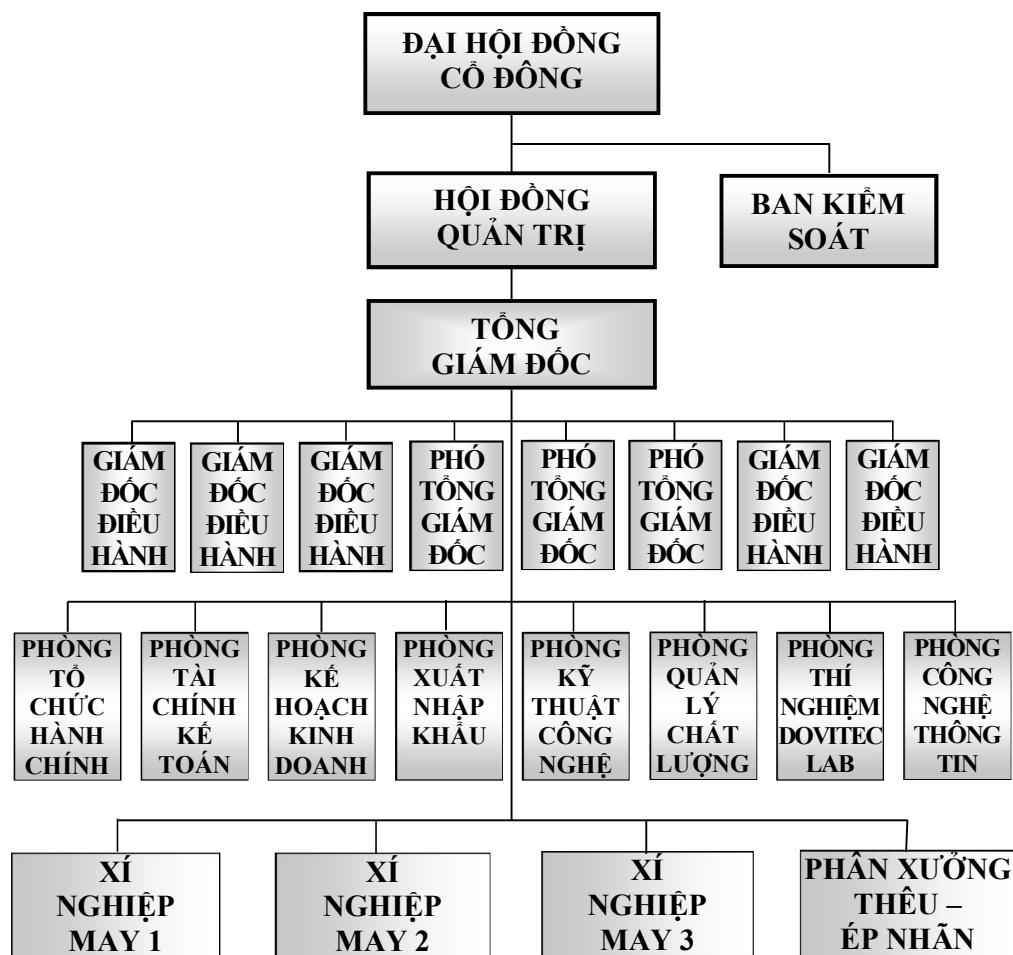 ĐẠI HỘI ĐỒNG
CỔ ĐÔNG
HỘI ĐỒNG
QUẢN TRỊ
BAN KIỂM
SOÁT
TỔNG
GIÁM ĐỐC
GIÁM
ĐỐC
ĐIỀU
HÀNH
GIÁM
ĐỐC
ĐIỀU
HÀNH
GIÁM
ĐỐC
ĐIỀU
HÀNH
PHÓ
TỔNG
GIÁM
ĐỐC
PHÓ
TỔNG
GIÁM
ĐỐC
PHÓ
TỔNG
GIÁM
ĐỐC
GIÁM
ĐỐC
ĐIỀU
HÀNH
GIÁM
ĐỐC
ĐIỀU
HÀNH
PHÒNG
TỔ
CHỨC
HÀNH
CHÍNH
PHÒNG
TÀI
CHÍNH
KẾ
TOÁN
PHÒNG
KẾ
HOẠCH
KINH
DOANH
PHÒNG
XUẤT
NHẬP
KHẨU
PHÒNG
KỸ
THUẬT
CÔNG
NGHỆ
PHÒNG
QUẢN
LÝ
CHẤT
LƯỢNG
PHÒNG
THÍ
NGHIỆM
DOVITEC
LAB
PHÒNG
CÔNG
NGHỆ
THÔNG
TIN
XÍ
NGHIỆP
MAY 1
XÍ
NGHIỆP
MAY 2
XÍ
NGHIỆP
MAY 3
PHÂN XƯỞNG
THÊU –
ÉP NHÃN